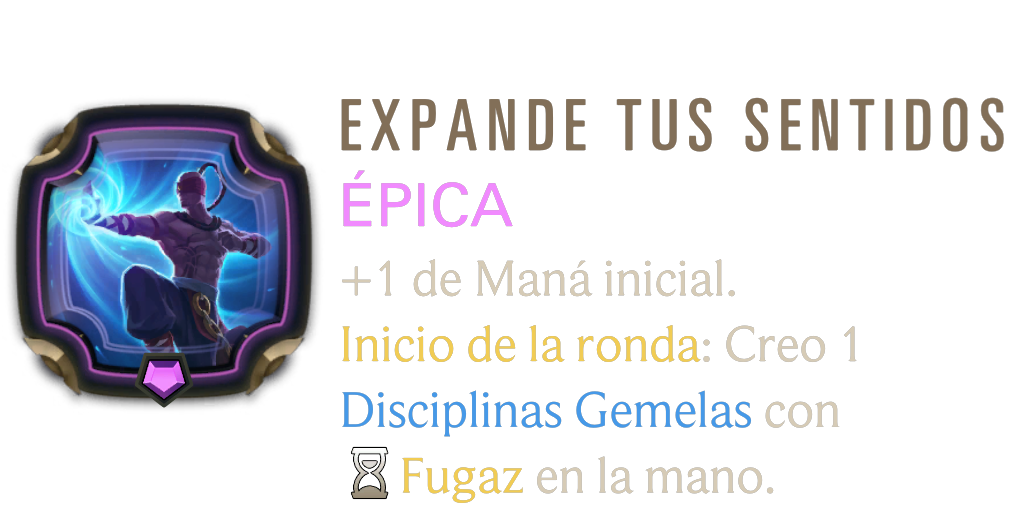 EXPANDE TUS SENTIDOS
ÉPICA
+1 de Maná inicial.
Inicio de la ronda: Creo 1
Disciplinas Gemelas con
Fugaz en la mano.